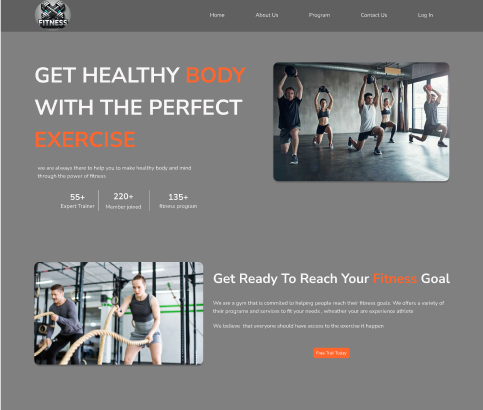 FITNESS
Home About Us Program Contact Us Log In
GET HEALTHY BODY
WITH THE PERFECT
EXERCISE
we are always there to help you to make healthy body and mind
through the power of fitness
55+ 220+ 135+
Expert Trainer Member joined fitness program
Get Ready To Reach Your Fitness Goal
We are a gym that is commited to helping people reach their fitness goals. We offers a variety of
their programs and services to fit your needs , wheather your are experience athlete
We believe that everyone should have access to the exercise it happen
Free Trail Today